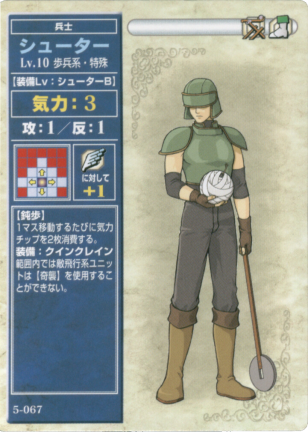 兵士
シューター
Lv.10 歩兵系・特殊
【装備Lv：シューターB】
気力：3
攻：1／反：1
に対して
+1
【鈍歩】
1マス移動するたびに気力
チップを2枚消費する。
装備：クインクレイン
範囲内では敵飛行系ユニ
ットは【奇襲】を使用するこ
とができない。
5-067